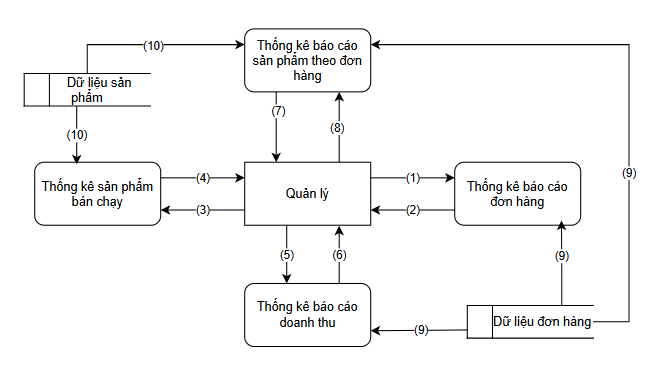 Thống kê báo cáo
sản phẩm theo đơn
hàng
(10)
Dữ liệu sản
phẩm
(10)
(7)
(8)
Thống kê sản phẩm
bán chạy
(4)
(3)
Quản lý
(1)
(2)
Thống kê báo cáo
đơn hàng
(9)
(5)
(6)
(9)
Thống kê báo cáo
doanh thu
(9)
Dữ liệu đơn hàng